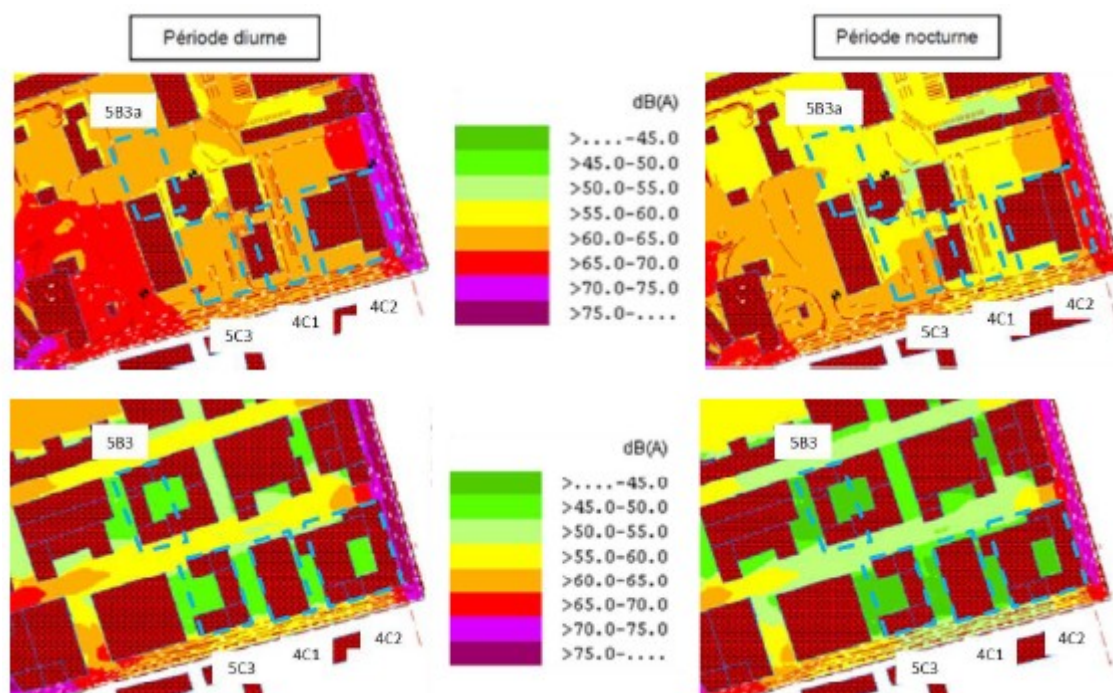 Période diurne
Période nocturne
5B3a
dB(A)
>....-45.0
>45.0-50.0
>50.0-55.0
>55.0-60.0
>60.0-65.0
>65.0-70.0
>70.0-75.0
>75.0-....
5B3a
5C3
4C1
4C2
5C3
4C1
4C2
5B3
dB(A)
>....-45.0
>45.0-50.0
>50.0-55.0
>55.0-60.0
>60.0-65.0
>65.0-70.0
>70.0-75.0
>75.0-....
5B3
5C3
4C1
4C2
5C3
4C1
4C2